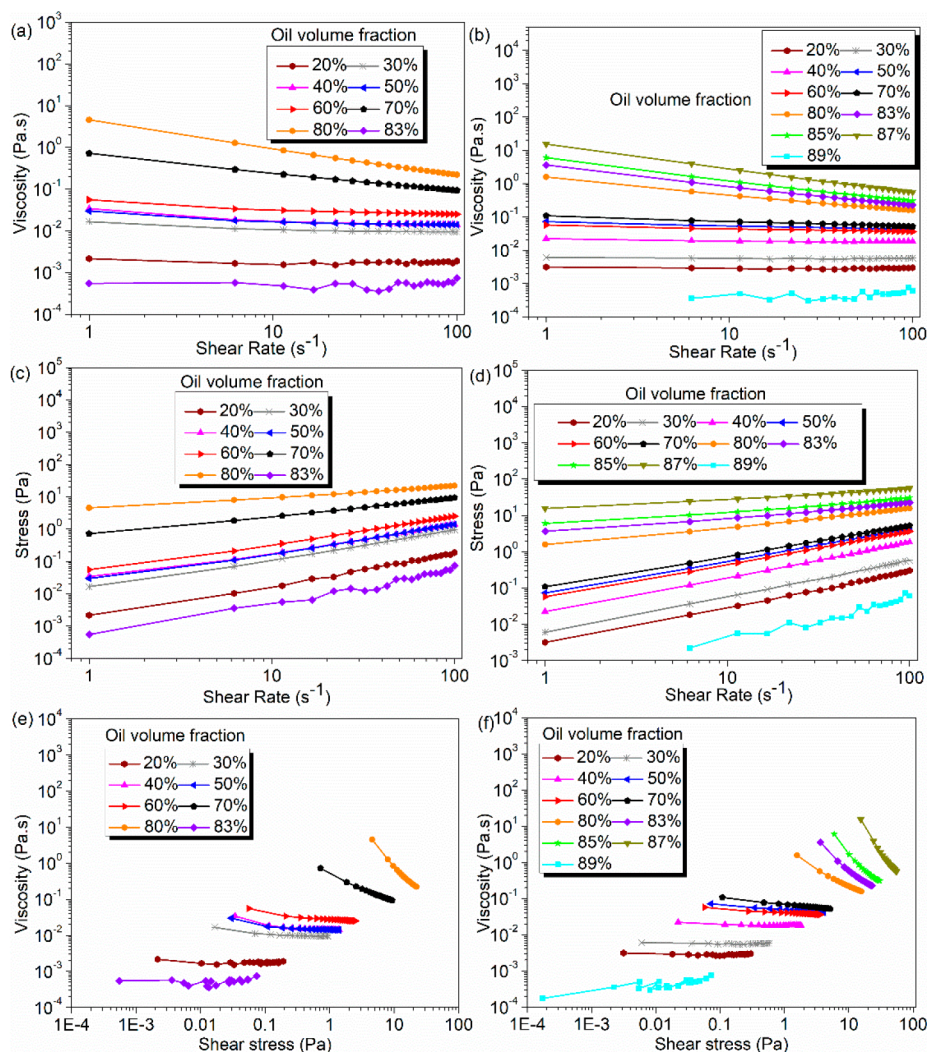 (a)
Oil volume fraction
20% 30%
40% 50%
60% 70%
80% 83%
Viscosity (Pa.s)
10³
10²
10¹
10⁰
10⁻¹
10⁻²
10⁻³
10⁻⁴
1 10 100
Shear Rate (s⁻¹)
(b)
Oil volume fraction
20% 30%
40% 50%
60% 70%
80% 83%
85% 87%
89%
Viscosity (Pa.s)
10⁴
10³
10²
10¹
10⁰
10⁻¹
10⁻²
10⁻³
10⁻⁴
1 10 100
Shear Rate (s⁻¹)
(c)
Oil volume fraction
20% 30%
40% 50%
60% 70%
80% 83%
Stress (Pa)
10⁵
10⁴
10³
10²
10¹
10⁰
10⁻¹
10⁻²
10⁻³
10⁻⁴
1 10 100
Shear Rate (s⁻¹)
(d)
Oil volume fraction
20% 30% 40% 50%
60% 70% 80% 83%
85% 87% 89%
Stress (Pa)
10⁵
10⁴
10³
10²
10¹
10⁰
10⁻¹
10⁻²
10⁻³
1 10 100
Shear Rate (s⁻¹)
(e)
Oil volume fraction
20% 30%
40% 50%
60% 70%
80% 83%
Viscosity (Pa.s)
10⁴
10³
10²
10¹
10⁰
10⁻¹
10⁻²
10⁻³
10⁻⁴
1E-4 1E-3 0.01 0.1 1 10 100
Shear stress (Pa)
(f)
Oil volume fraction
20% 30%
40% 50%
60% 70%
80% 83%
85% 87%
89%
Viscosity (Pa.s)
10⁴
10³
10²
10¹
10⁰
10⁻¹
10⁻²
10⁻³
10⁻⁴
1E-4 1E-3 0.01 0.1 1 10 100
Shear stress (Pa)